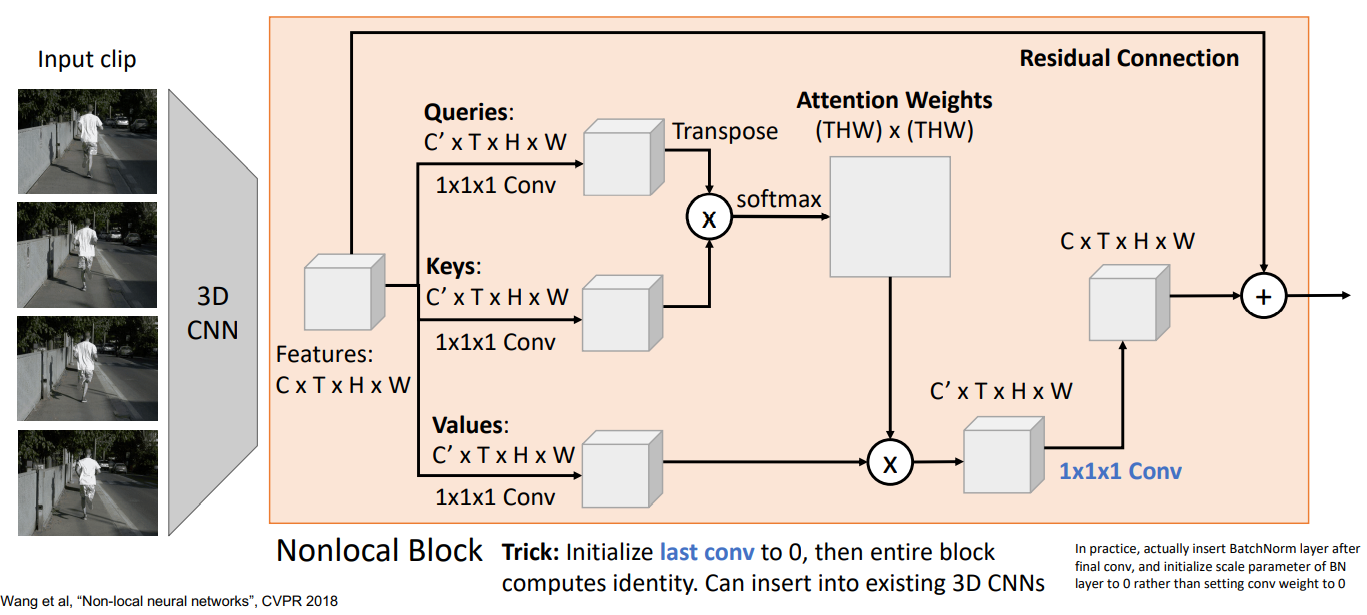 Input clip
3D
CNN
Residual Connection
Queries:
C’ x T x H x W
1x1x1 Conv
Transpose
Attention Weights
(THW) x (THW)
x
softmax
Keys:
C’ x T x H x W
1x1x1 Conv
Features:
C x T x H x W
C x T x H x W
+
Values:
C’ x T x H x W
1x1x1 Conv
x
C’ x T x H x W
1x1x1 Conv
Nonlocal Block
Trick: Initialize last conv to 0, then entire block
computes identity. Can insert into existing 3D CNNs
In practice, actually insert BatchNorm layer after
final conv, and initialize scale parameter of BN
layer to 0 rather than setting conv weight to 0
Wang et al, “Non-local neural networks”, CVPR 2018